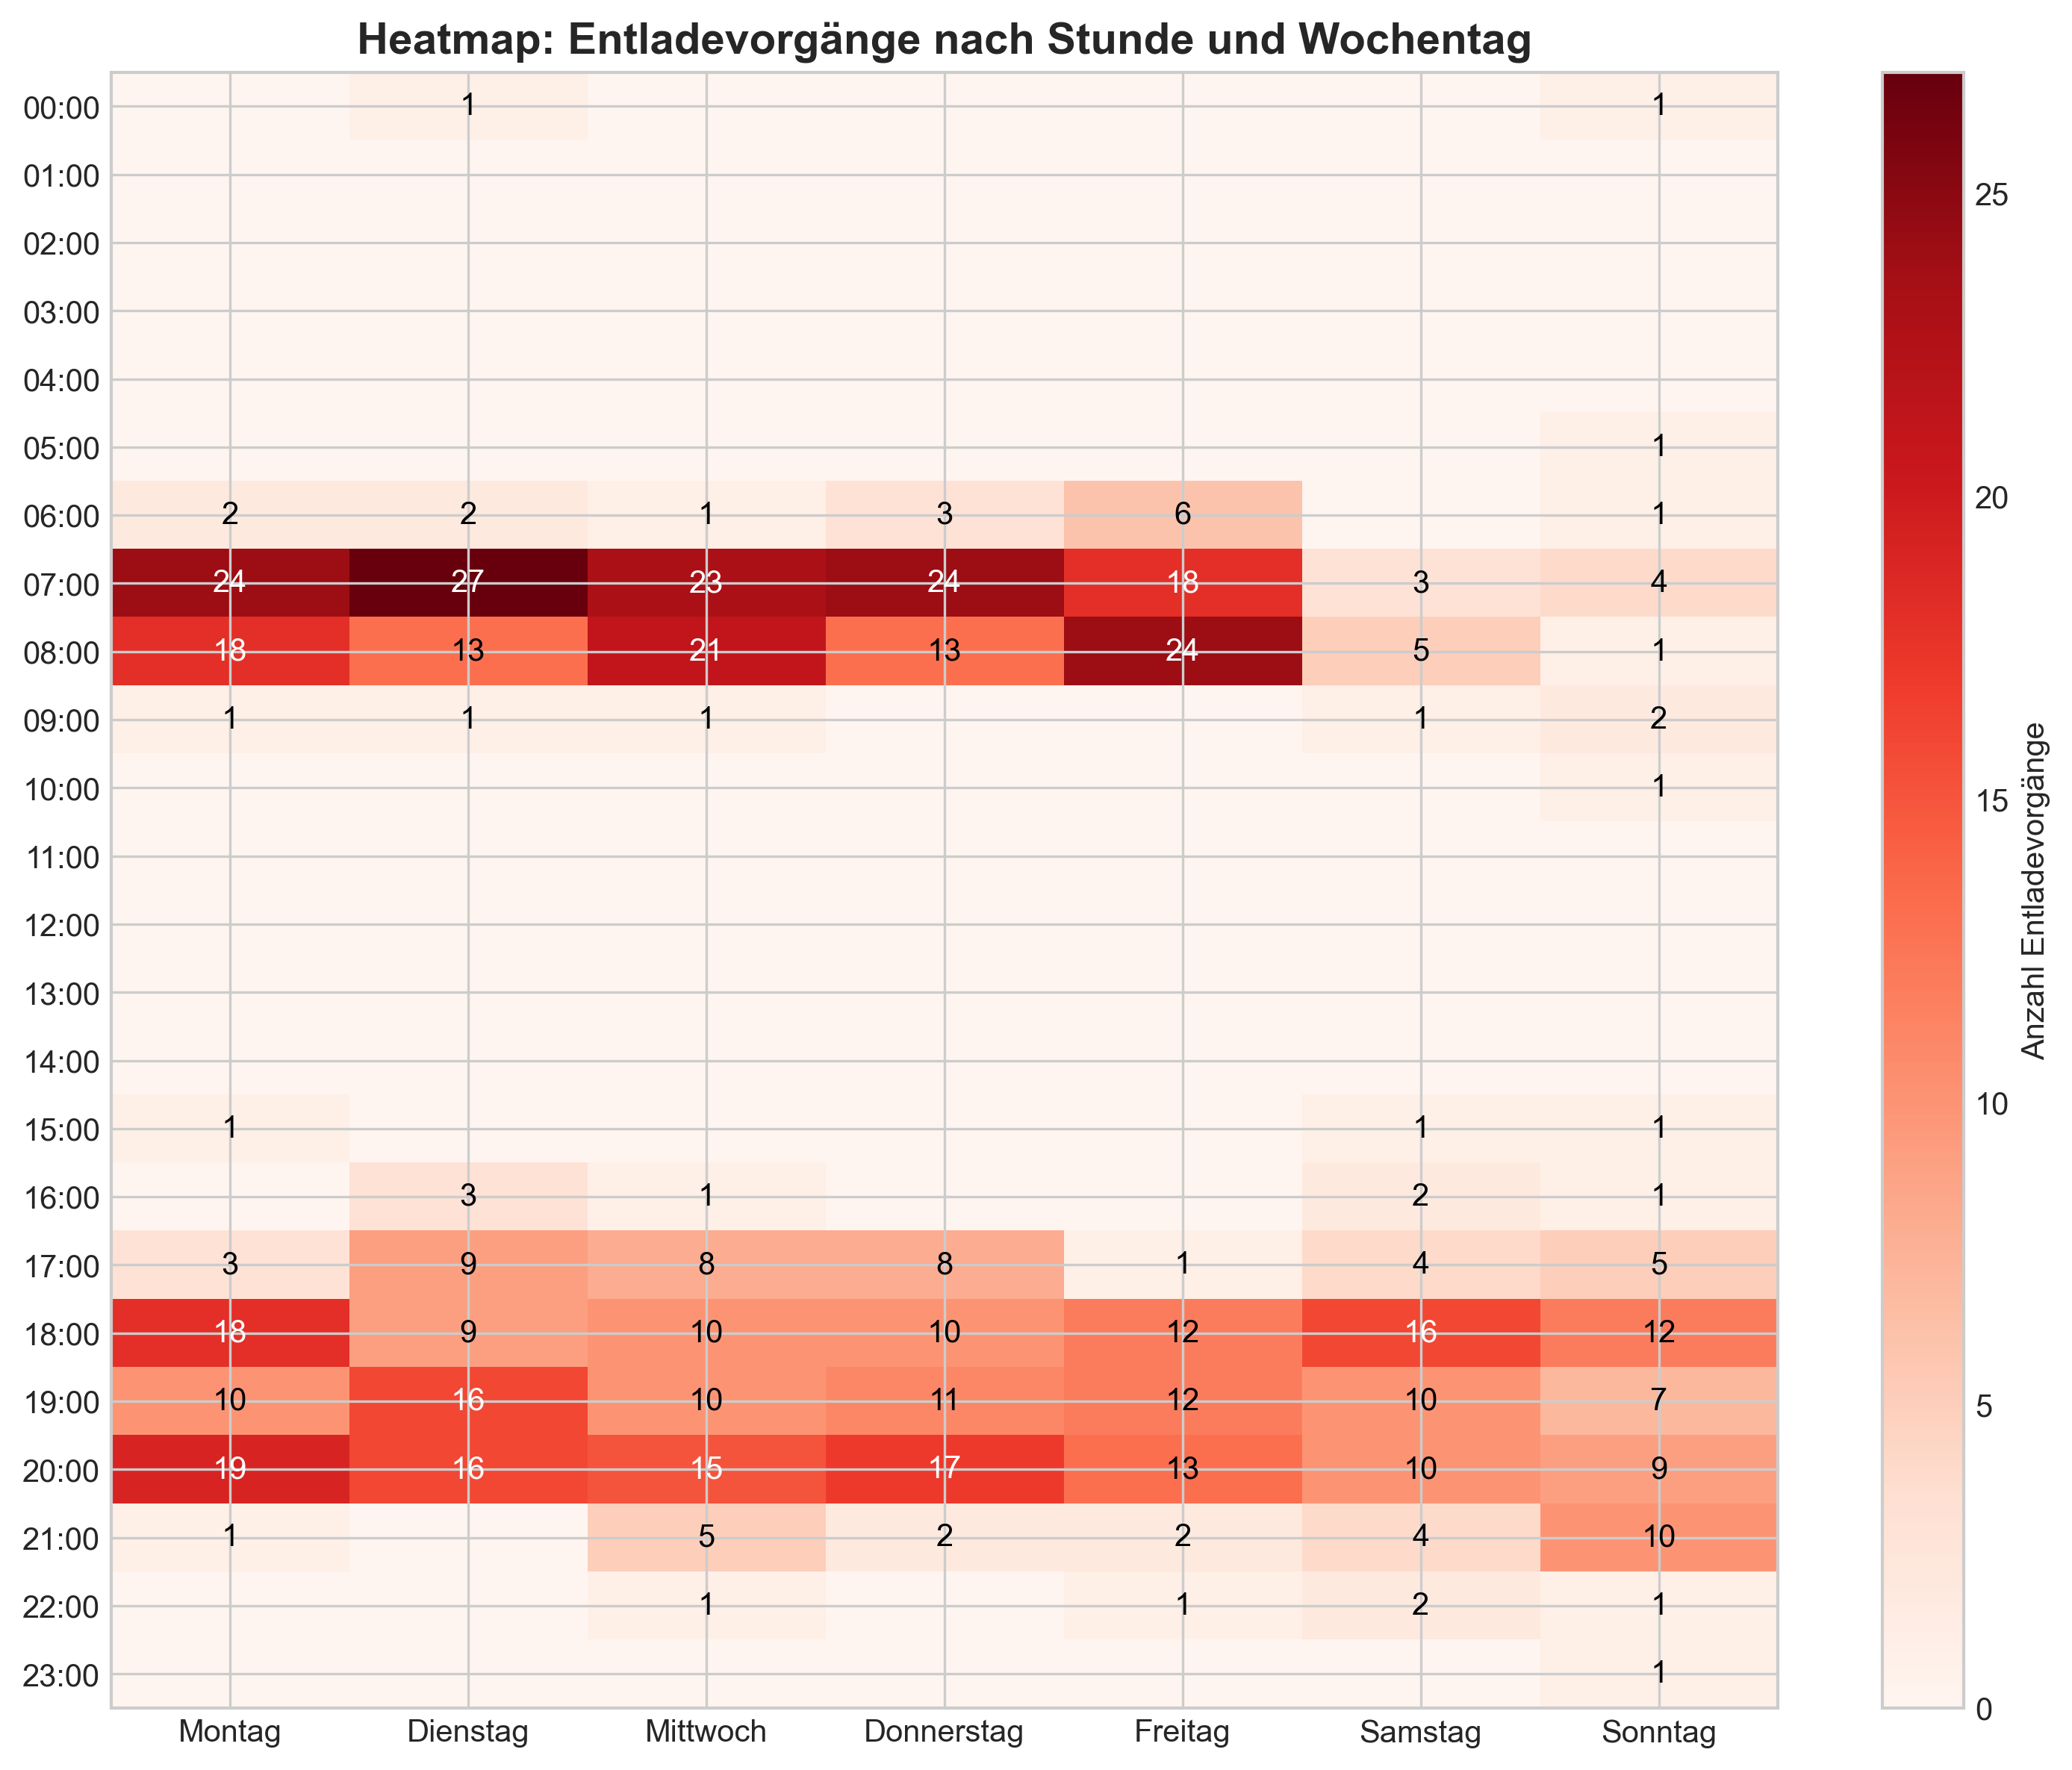 Heatmap: Entladevorgänge nach Stunde und Wochentag
00:00 1 1
01:00
02:00
03:00
04:00
05:00 1
06:00 2 2 1 3 6 1
07:00 24 27 23 24 18 3 4
08:00 18 13 21 13 24 5 1
09:00 1 1 1 1 2
10:00 1
11:00
12:00
13:00
14:00
15:00 1 1 1
16:00 3 1 2 1
17:00 3 9 8 8 1 4 5
18:00 18 9 10 10 12 16 12
19:00 10 16 10 11 12 10 7
20:00 19 16 15 17 13 10 9
21:00 1 5 2 2 4 10
22:00 1 1 2 1
23:00 1
Montag Dienstag Mittwoch Donnerstag Freitag Samstag Sonntag
25
20
15
10
5
0
Anzahl Entladevorgänge